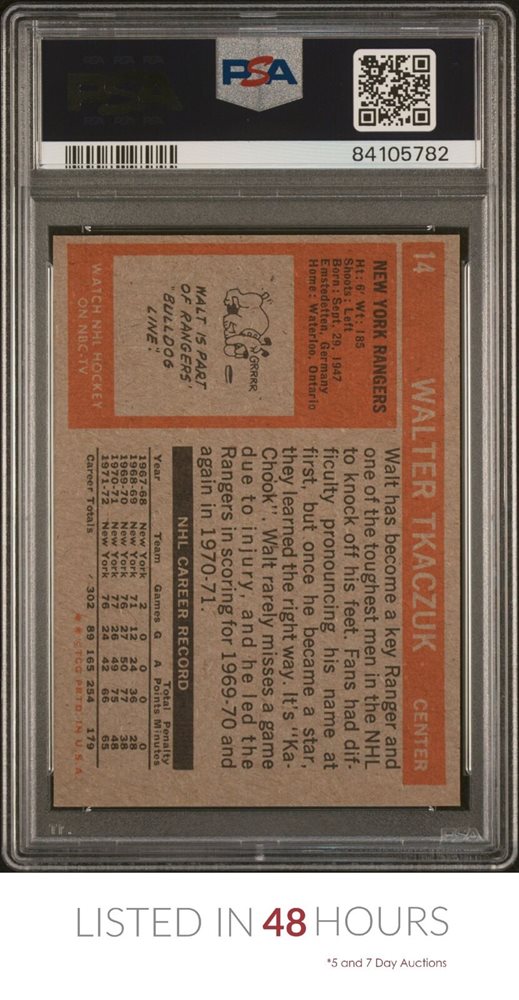 PSA
84105782
14 WALTER TKACZUK CENTER
NEW YORK RANGERS
Ht: 6' Wt: 185
Shoots: Left
Born: Sept. 29, 1947
Emstedetten, Germany
Home: Waterloo, Ontario
GRRRR
WALT IS PART
OF RANGERS'
"BULLDOG
LINE".
WATCH NHL HOCKEY
ON NBC-TV
Walt has become a key Ranger and
one of the toughest men in the NHL
to knock off his feet. Fans had dif-
ficulty pronouncing his name at
first, but once he became a star,
they learned the right way. It's "Ka-
Chook". Walt rarely misses a game
due to injury, and he led the
Rangers in scoring for 1969-70 and
again in 1970-71.
NHL CAREER RECORD
Year Team Games G A Total Points Penalty Minutes
1967-68 New York 2 0 0 0 0
1968-69 New York 71 12 24 36 28
1969-70 New York 76 27 50 77 38
1970-71 New York 77 26 49 75 48
1971-72 New York 76 24 42 66 65
Career Totals 302 89 165 254 179
** ©TCG PRTD IN U.S.A.
PSA
LISTED IN 48 HOURS
*5 and 7 Day Auctions